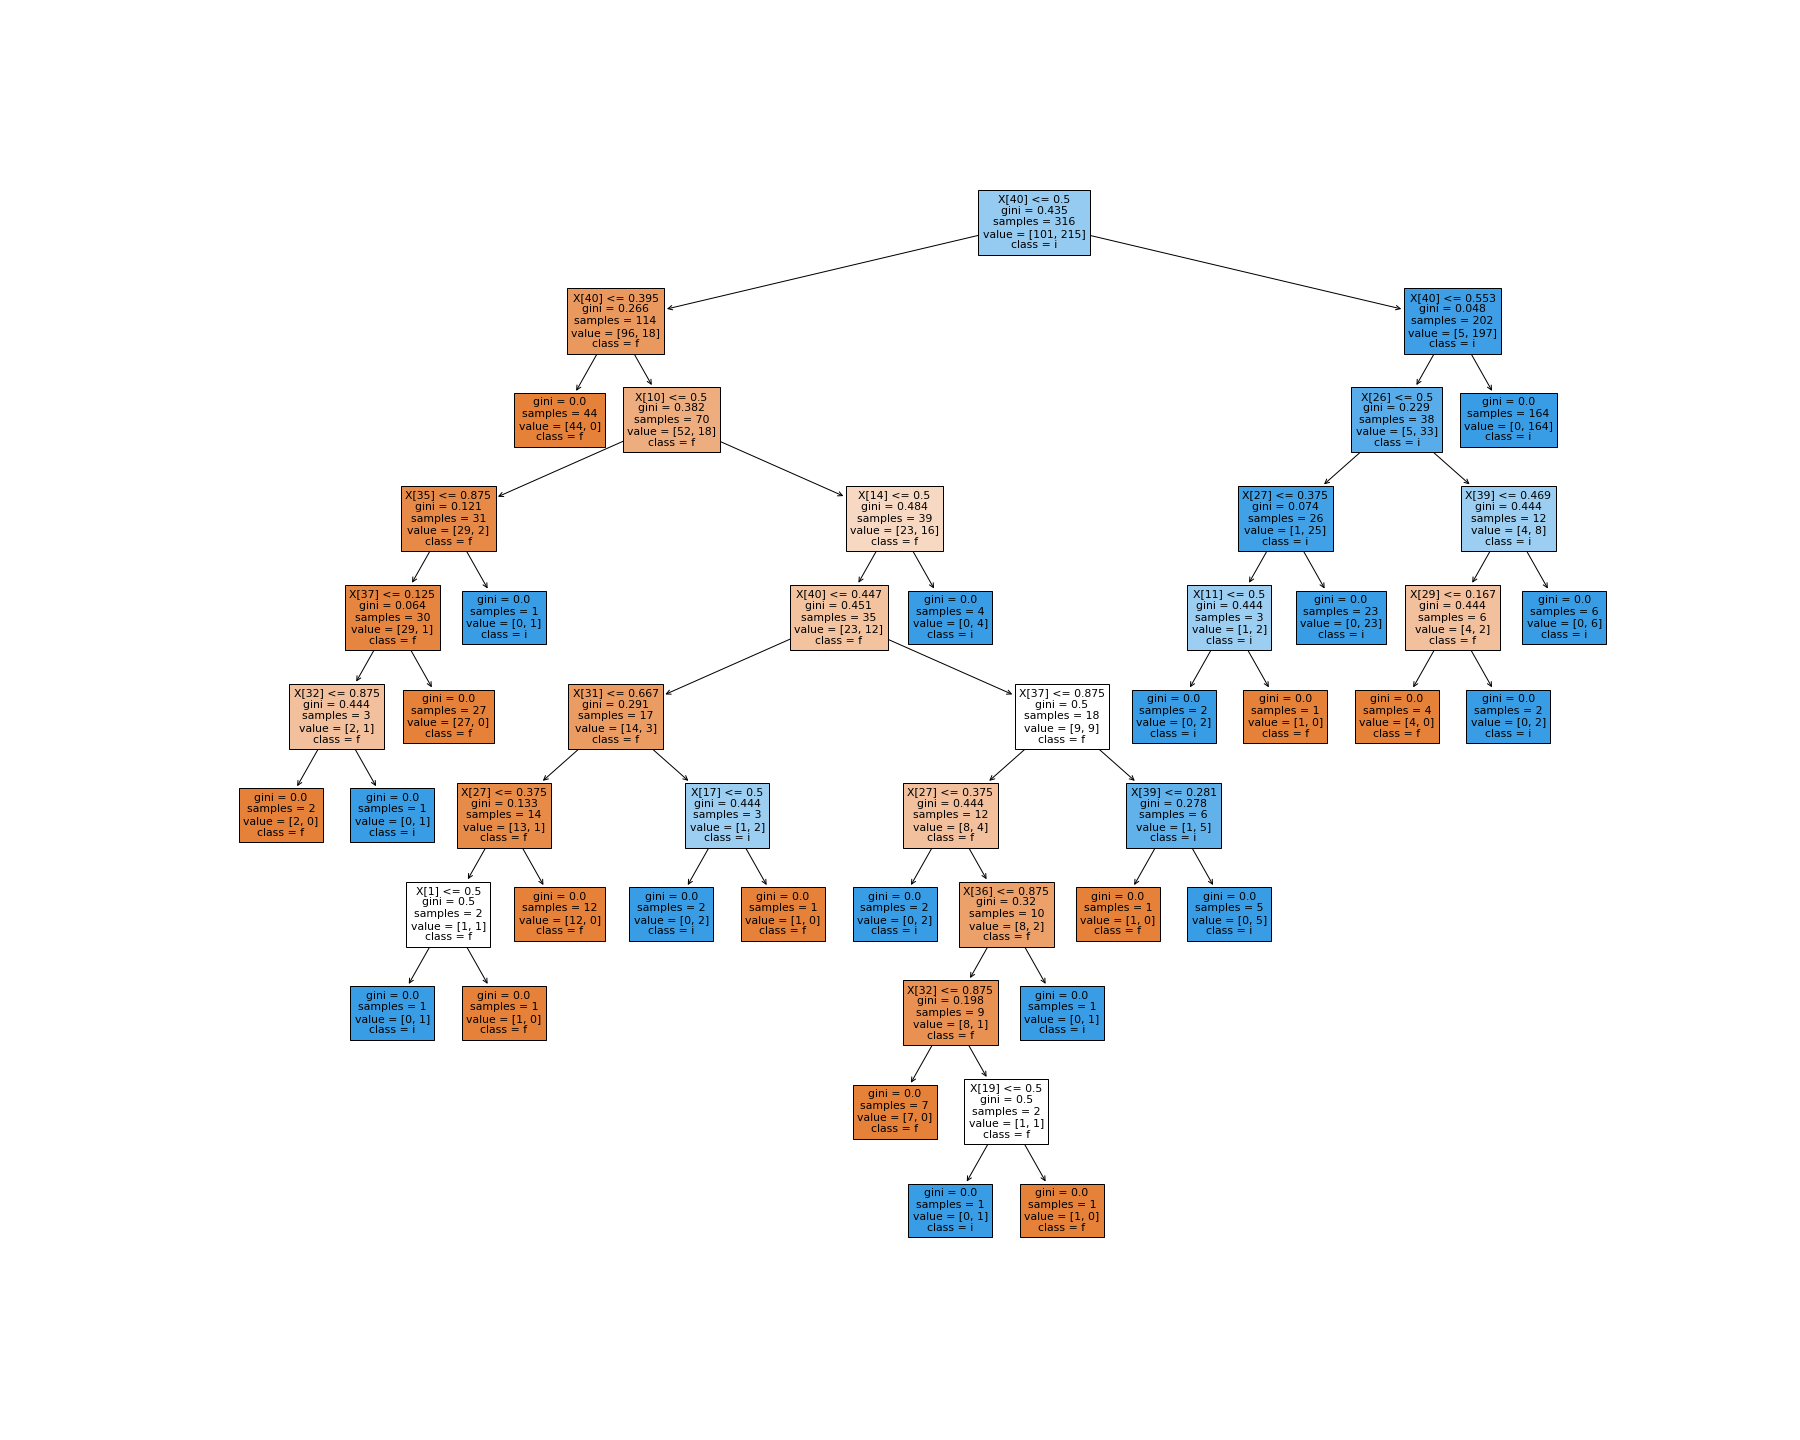 X[40] <= 0.5
gini = 0.435
samples = 316
value = [101, 215]
class = i
X[40] <= 0.395
gini = 0.266
samples = 114
value = [96, 18]
class = f
X[40] <= 0.553
gini = 0.048
samples = 202
value = [5, 197]
class = i
gini = 0.0
samples = 44
value = [44, 0]
class = f
X[10] <= 0.5
gini = 0.382
samples = 70
value = [52, 18]
class = f
X[26] <= 0.5
gini = 0.229
samples = 38
value = [5, 33]
class = i
gini = 0.0
samples = 164
value = [0, 164]
class = i
X[35] <= 0.875
gini = 0.121
samples = 31
value = [29, 2]
class = f
X[14] <= 0.5
gini = 0.484
samples = 39
value = [23, 16]
class = f
X[27] <= 0.375
gini = 0.074
samples = 26
value = [1, 25]
class = i
X[39] <= 0.469
gini = 0.444
samples = 12
value = [4, 8]
class = i
X[37] <= 0.125
gini = 0.064
samples = 30
value = [29, 1]
class = f
gini = 0.0
samples = 1
value = [0, 1]
class = i
X[40] <= 0.447
gini = 0.451
samples = 35
value = [23, 12]
class = f
gini = 0.0
samples = 4
value = [0, 4]
class = i
X[11] <= 0.5
gini = 0.444
samples = 3
value = [1, 2]
class = i
gini = 0.0
samples = 23
value = [0, 23]
class = i
X[29] <= 0.167
gini = 0.444
samples = 6
value = [4, 2]
class = f
gini = 0.0
samples = 6
value = [0, 6]
class = i
X[32] <= 0.875
gini = 0.444
samples = 3
value = [2, 1]
class = f
gini = 0.0
samples = 27
value = [27, 0]
class = f
X[31] <= 0.667
gini = 0.291
samples = 17
value = [14, 3]
class = f
X[37] <= 0.875
gini = 0.5
samples = 18
value = [9, 9]
class = f
gini = 0.0
samples = 2
value = [0, 2]
class = i
gini = 0.0
samples = 1
value = [1, 0]
class = f
gini = 0.0
samples = 4
value = [4, 0]
class = f
gini = 0.0
samples = 2
value = [0, 2]
class = i
gini = 0.0
samples = 2
value = [2, 0]
class = f
gini = 0.0
samples = 1
value = [0, 1]
class = i
X[27] <= 0.375
gini = 0.133
samples = 14
value = [13, 1]
class = f
X[17] <= 0.5
gini = 0.444
samples = 3
value = [1, 2]
class = i
X[27] <= 0.375
gini = 0.444
samples = 12
value = [8, 4]
class = f
X[39] <= 0.281
gini = 0.278
samples = 6
value = [1, 5]
class = i
X[1] <= 0.5
gini = 0.5
samples = 2
value = [1, 1]
class = f
gini = 0.0
samples = 12
value = [12, 0]
class = f
gini = 0.0
samples = 2
value = [0, 2]
class = i
gini = 0.0
samples = 1
value = [1, 0]
class = f
gini = 0.0
samples = 2
value = [0, 2]
class = i
X[36] <= 0.875
gini = 0.32
samples = 10
value = [8, 2]
class = f
gini = 0.0
samples = 1
value = [1, 0]
class = f
gini = 0.0
samples = 5
value = [0, 5]
class = i
gini = 0.0
samples = 1
value = [0, 1]
class = i
gini = 0.0
samples = 1
value = [1, 0]
class = f
X[32] <= 0.875
gini = 0.198
samples = 9
value = [8, 1]
class = f
gini = 0.0
samples = 1
value = [0, 1]
class = i
gini = 0.0
samples = 7
value = [7, 0]
class = f
X[19] <= 0.5
gini = 0.5
samples = 2
value = [1, 1]
class = f
gini = 0.0
samples = 1
value = [0, 1]
class = i
gini = 0.0
samples = 1
value = [1, 0]
class = f